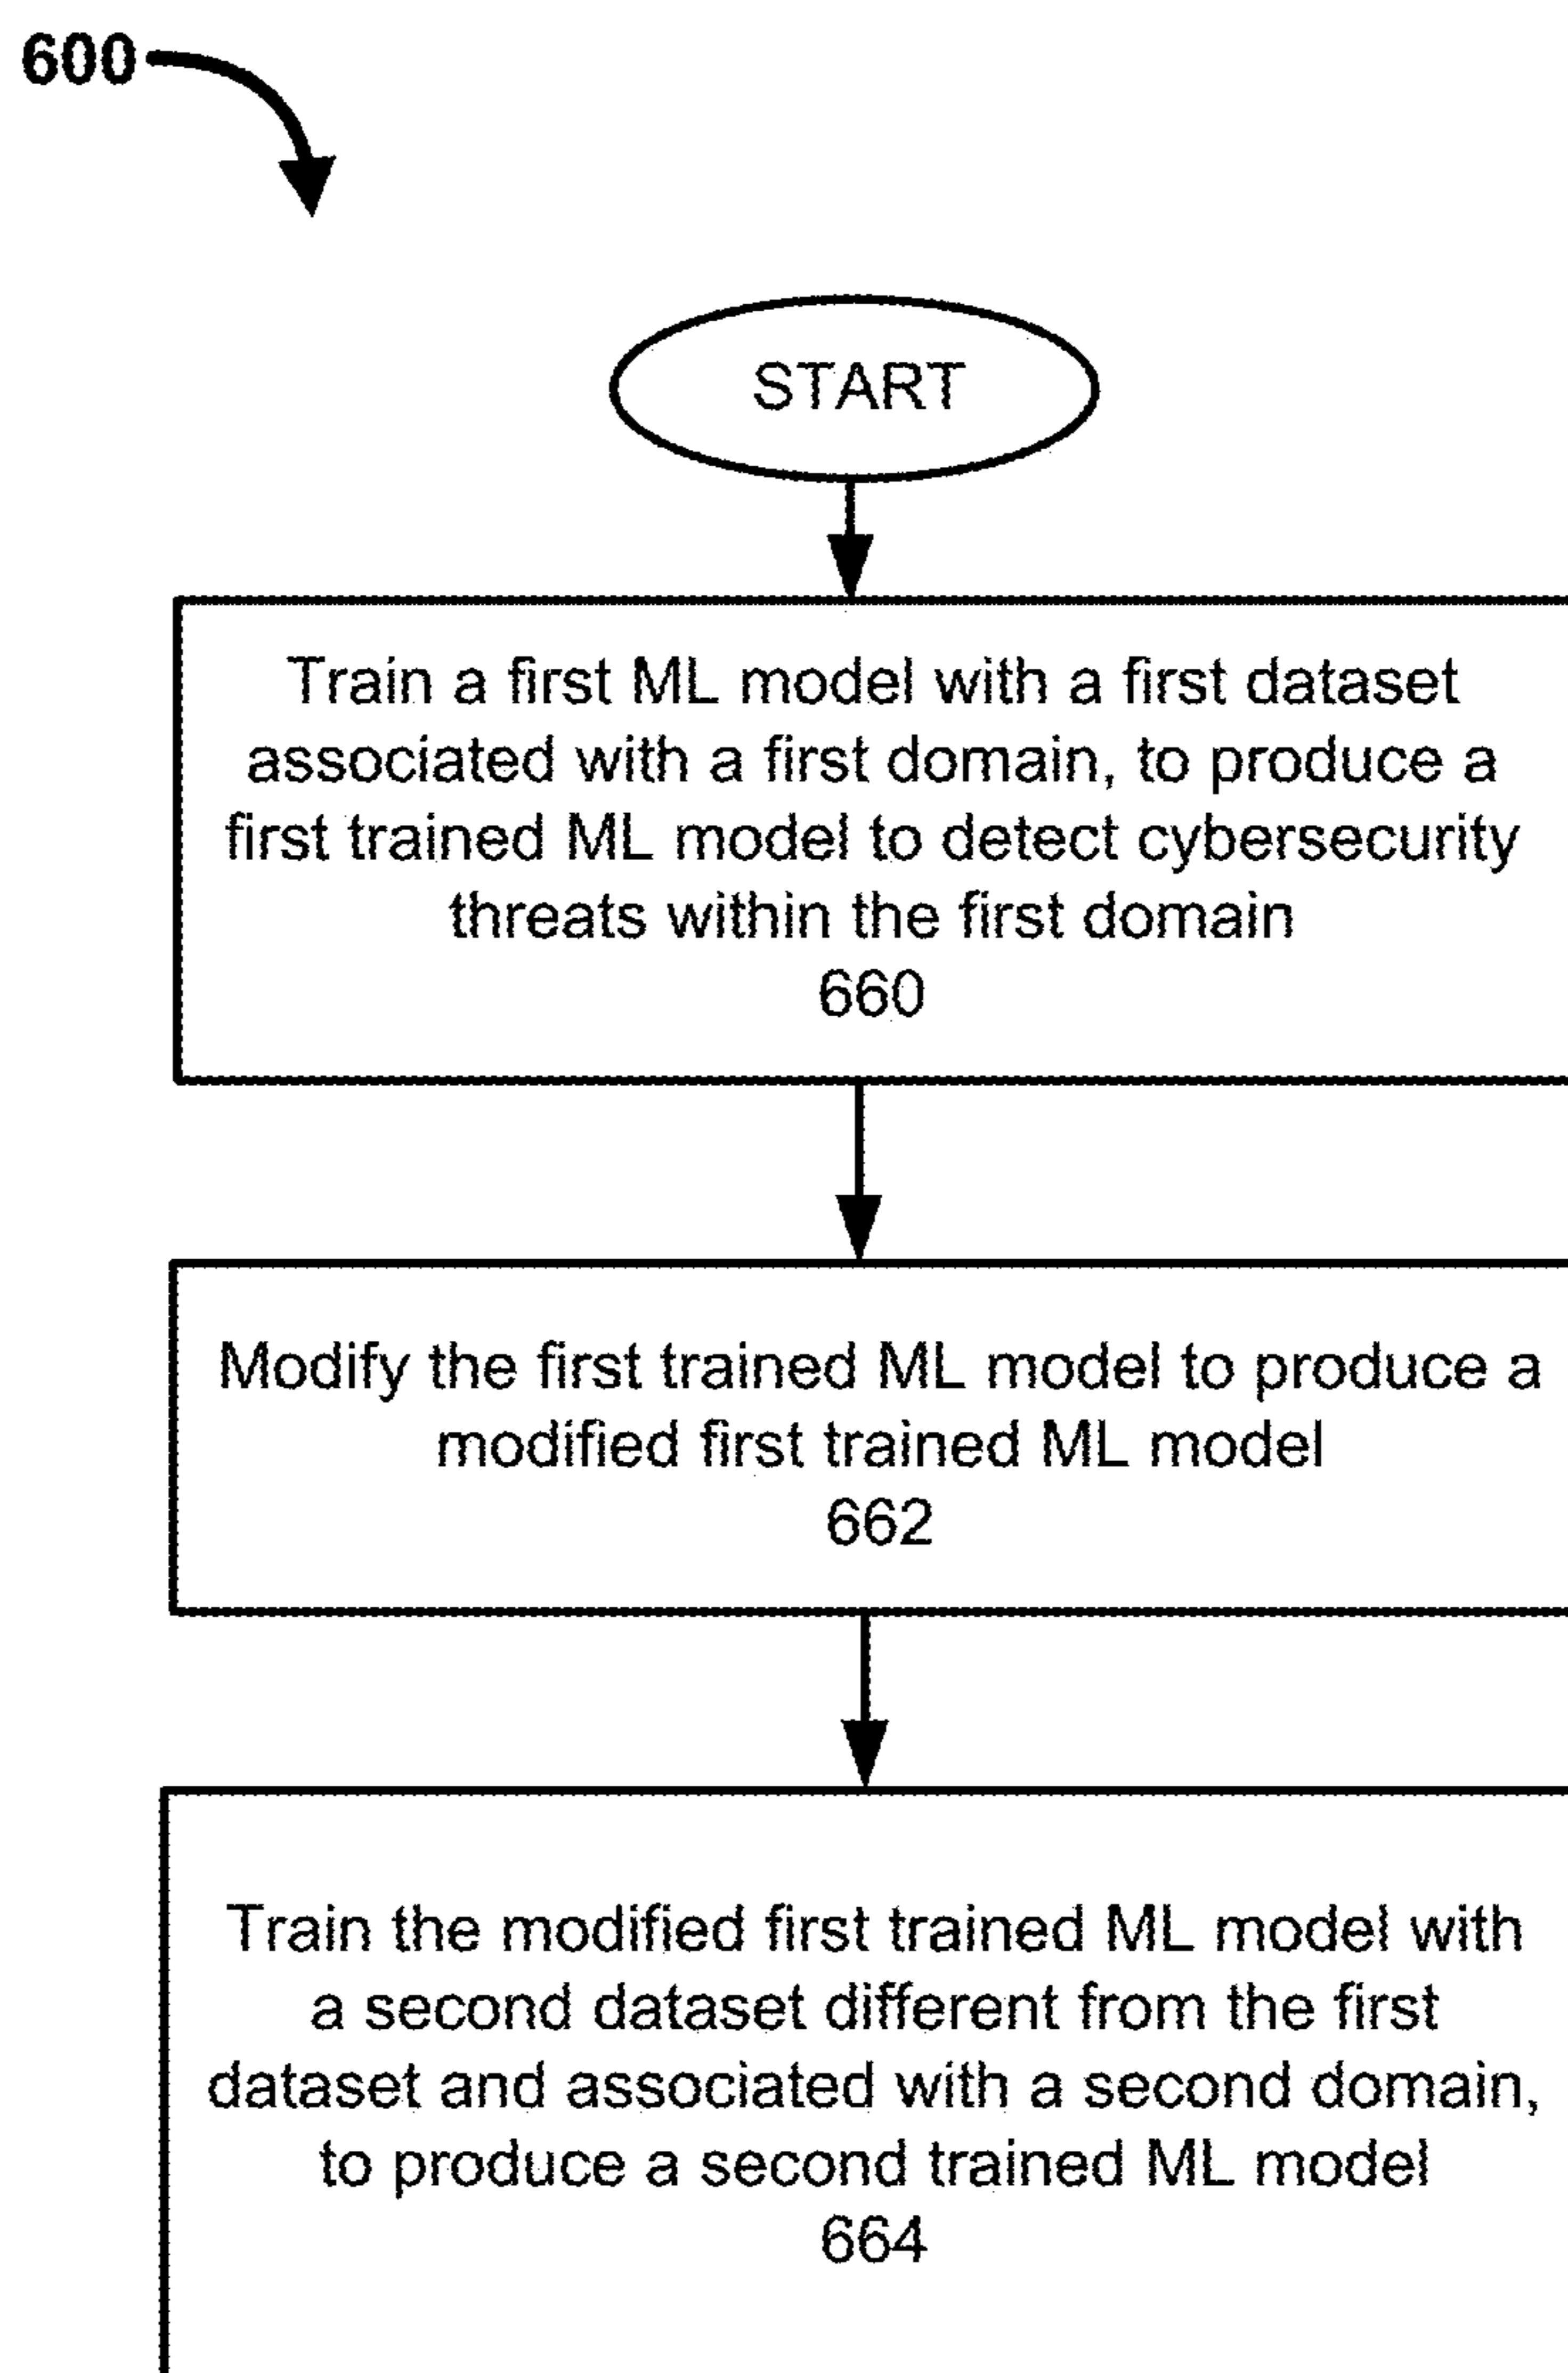 600
START
Train a first ML model with a first dataset
associated with a first domain, to produce a
first trained ML model to detect cybersecurity
threats within the first domain
660
Modify the first trained ML model to produce a
modified first trained ML model
662
Train the modified first trained ML model with
a second dataset different from the first
dataset and associated with a second domain,
to produce a second trained ML model
664